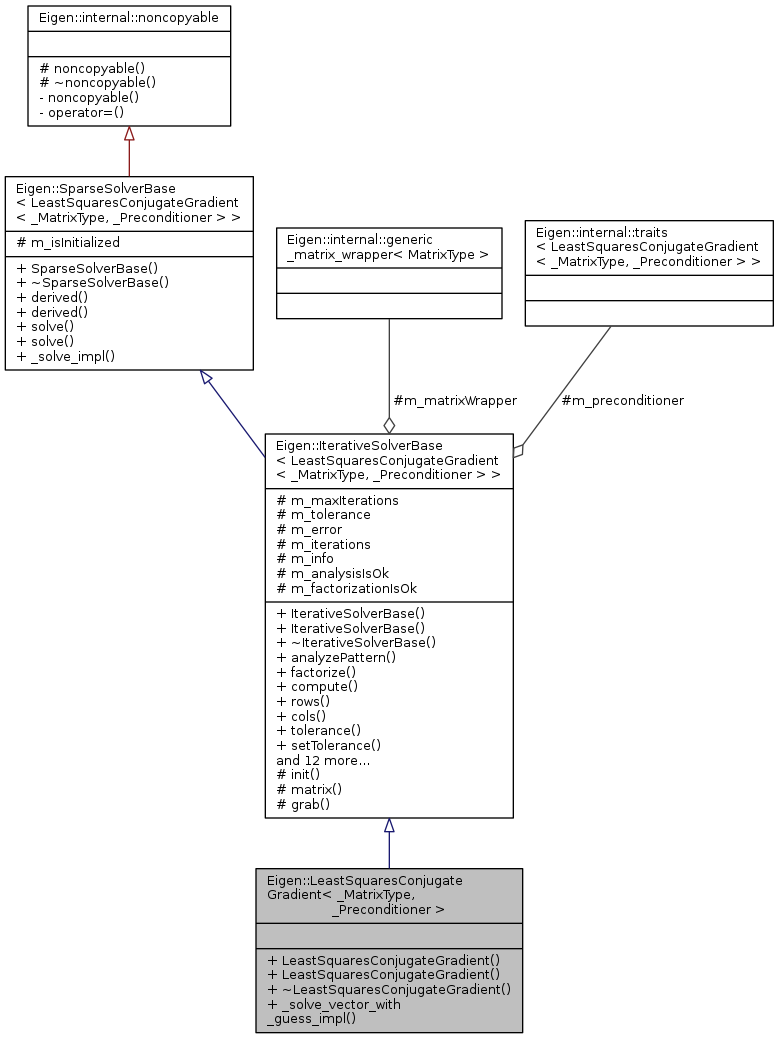 Eigen::internal::noncopyable
# noncopyable()
# ~noncopyable()
- noncopyable()
- operator=()
Eigen::SparseSolverBase
< LeastSquaresConjugateGradient
< _MatrixType, _Preconditioner > >
# m_isInitialized
+ SparseSolverBase()
+ ~SparseSolverBase()
+ derived()
+ derived()
+ solve()
+ solve()
+ _solve_impl()
Eigen::internal::generic
_matrix_wrapper< MatrixType >
Eigen::internal::traits
< LeastSquaresConjugateGradient
< _MatrixType, _Preconditioner > >
#m_matrixWrapper
#m_preconditioner
Eigen::IterativeSolverBase
< LeastSquaresConjugateGradient
< _MatrixType, _Preconditioner > >
# m_maxIterations
# m_tolerance
# m_error
# m_iterations
# m_info
# m_analysisIsOk
# m_factorizationIsOk
+ IterativeSolverBase()
+ IterativeSolverBase()
+ ~IterativeSolverBase()
+ analyzePattern()
+ factorize()
+ compute()
+ rows()
+ cols()
+ tolerance()
+ setTolerance()
and 12 more...
# init()
# matrix()
# grab()
Eigen::LeastSquaresConjugate
Gradient< _MatrixType,
_Preconditioner >
+ LeastSquaresConjugateGradient()
+ LeastSquaresConjugateGradient()
+ ~LeastSquaresConjugateGradient()
+ _solve_vector_with
_guess_impl()